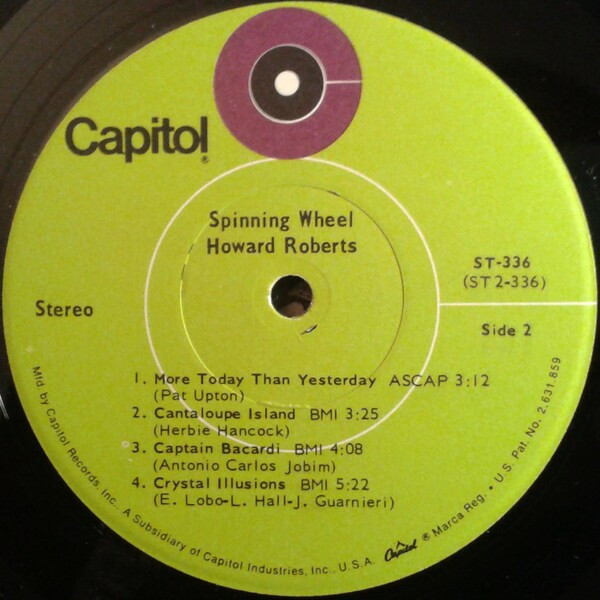 Capitol®
Spinning Wheel
Howard Roberts
ST-336
(ST 2-336)
Stereo
Side 2
1. More Today Than Yesterday ASCAP 3:12
(Pat Upton)
2. Cantaloupe Island BMI 3:25
(Herbie Hancock)
3. Captain Bacardi BMI 4:08
(Antonio Carlos Jobim)
4. Crystal Illusions BMI 5:22
(E. Lobo-L. Hall-J. Guarnieri)
Mfd. by Capitol Records, Inc. A Subsidiary of Capitol Industries, Inc., U.S.A. Capitol ® Marca Reg. • U.S. Pat. No. 2,631,859